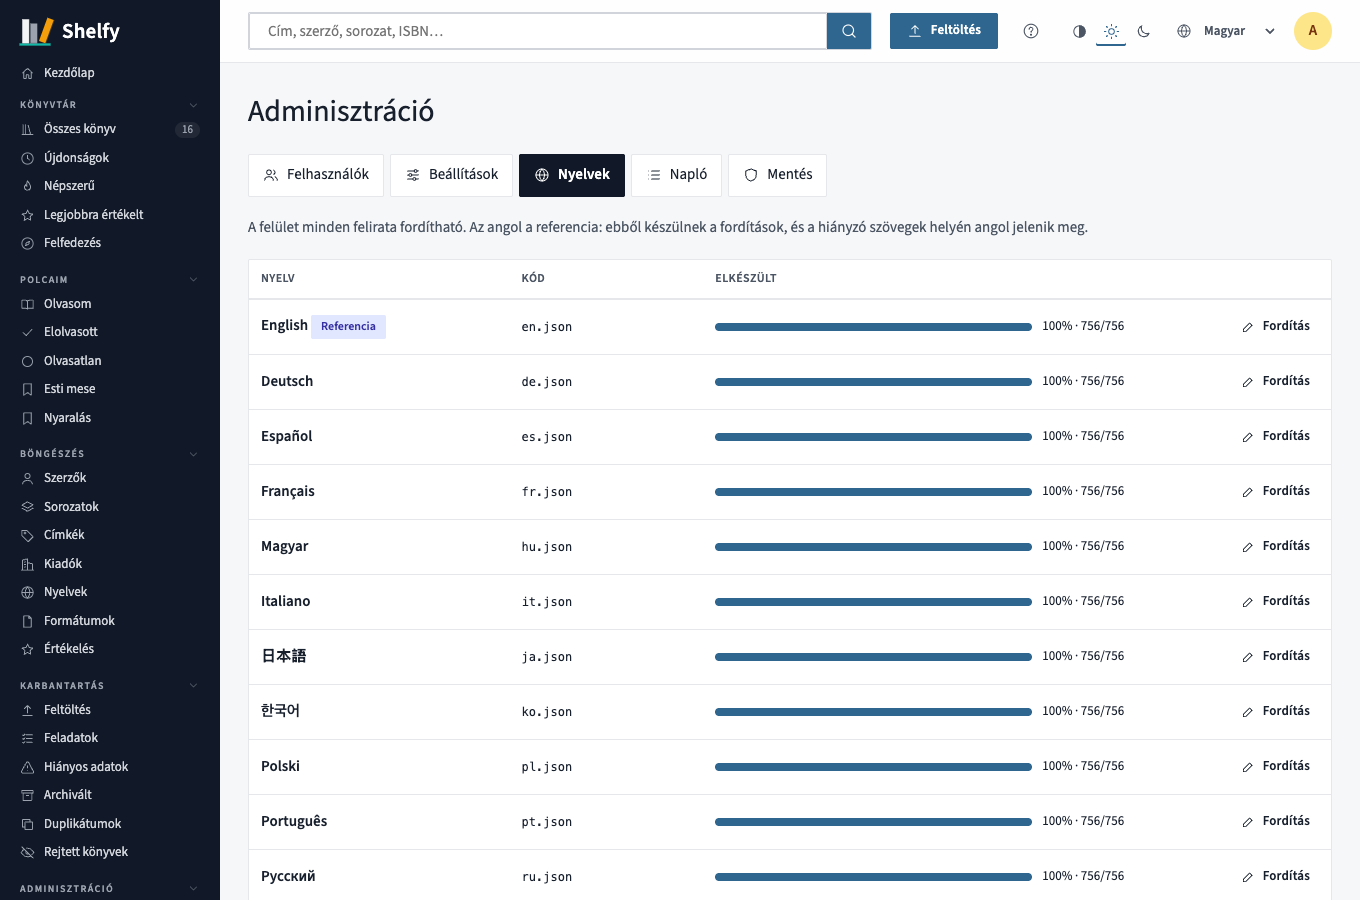 Shelfy
Cím, szerző, sorozat, ISBN…
Feltöltés
Magyar
A
Kezdőlap
KÖNYVTÁR
Összes könyv 16
Újdonságok
Népszerű
Legjobbra értékelt
Felfedezés
POLCAIM
Olvasom
Elolvasott
Olvasatlan
Esti mese
Nyaralás
BÖNGÉSZÉS
Szerzők
Sorozatok
Címkék
Kiadók
Nyelvek
Formátumok
Értékelés
KARBANTARTÁS
Feltöltés
Feladatok
Hiányos adatok
Archivált
Duplikátumok
Rejtett könyvek
ADMINISZTRÁCIÓ
Adminisztráció
Felhasználók Beállítások Nyelvek Napló Mentés
A felület minden felirata fordítható. Az angol a referencia: ebből készülnek a fordítások, és a hiányzó szövegek helyén angol jelenik meg.
NYELV KÓD ELKÉSZÜLT
English Referencia en.json 100% · 756/756 Fordítás
Deutsch de.json 100% · 756/756 Fordítás
Español es.json 100% · 756/756 Fordítás
Français fr.json 100% · 756/756 Fordítás
Magyar hu.json 100% · 756/756 Fordítás
Italiano it.json 100% · 756/756 Fordítás
日本語 ja.json 100% · 756/756 Fordítás
한국어 ko.json 100% · 756/756 Fordítás
Polski pl.json 100% · 756/756 Fordítás
Português pt.json 100% · 756/756 Fordítás
Русский ru.json 100% · 756/756 Fordítás